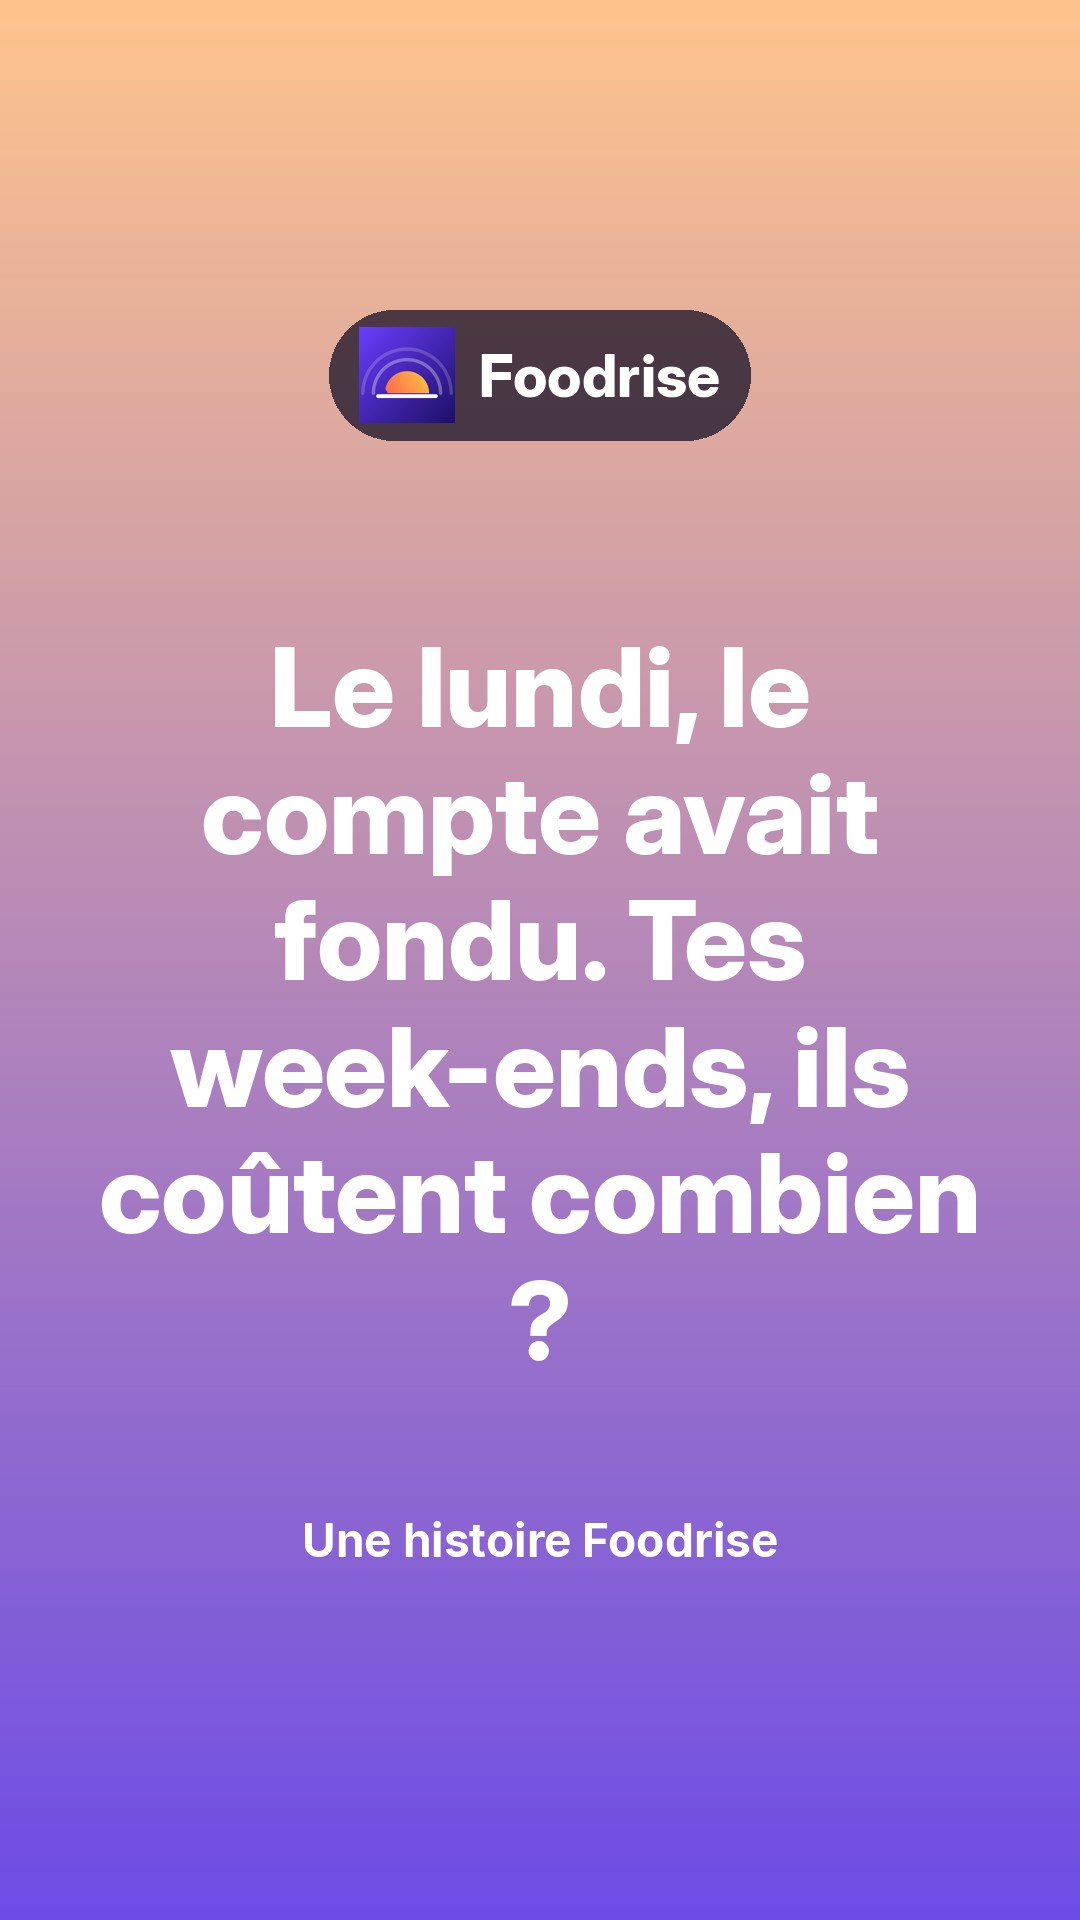 Foodrise
Le lundi, le
compte avait
fondu. Tes
week-ends, ils
coûtent combien
?
Une histoire Foodrise